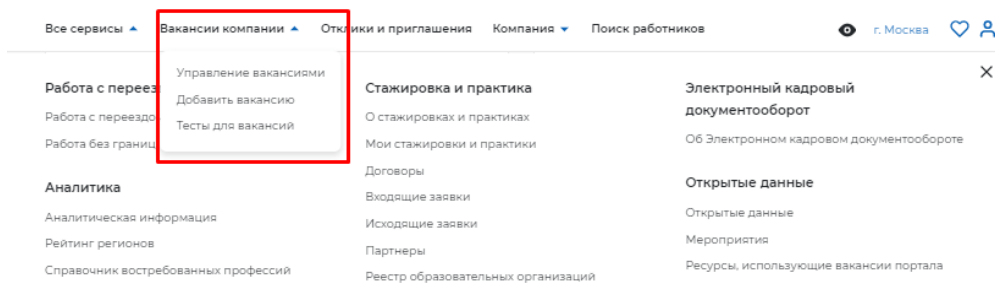 Все сервисы Вакансии компании Отклики и приглашения Компания Поиск работников г. Москва
Управление вакансиями
Добавить вакансию
Тесты для вакансий
Работа с
Работа с
Работа без
Аналитика
Аналитическая информация
Рейтинг регионов
Справочник востребованных профессий
Стажировка и практика
О стажировках и практиках
Мои стажировки и практики
Договоры
Входящие заявки
Исходящие заявки
Партнеры
Реестр образовательных организаций
Электронный кадровый
документооборот
Об Электронном кадровом документообороте
Открытые данные
Открытые данные
Мероприятия
Ресурсы, использующие вакансии портала